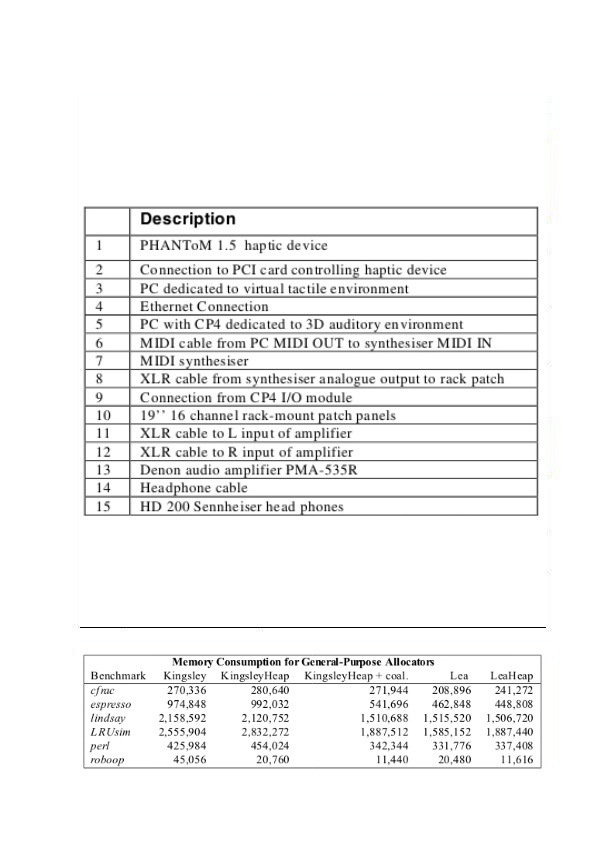 Description
1 PHANToM 1.5 haptic device
2 Connection to PCI card controlling haptic device
3 PC dedicated to virtual tactile environment
4 Ethernet Connection
5 PC with CP4 dedicated to 3D auditory environment
6 MIDI cable from PC MIDI OUT to synthesiser MIDI IN
7 MIDI synthesiser
8 XLR cable from synthesiser analogue output to rack patch
9 Connection from CP4 I/O module
10 19’’ 16 channel rack-mount patch panels
11 XLR cable to L input of amplifier
12 XLR cable to R input of amplifier
13 Denon audio amplifier PMA-535R
14 Headphone cable
15 HD 200 Sennheiser head phones
Memory Consumption for General-Purpose Allocators
Benchmark Kingsley KingsleyHeap KingsleyHeap + coal. Lea LeaHeap
cfrac 270,336 280,640 271,944 208,896 241,272
espresso 974,848 992,032 541,696 462,848 448,808
lindsay 2,158,592 2,120,752 1,510,688 1,515,520 1,506,720
LRUsim 2,555,904 2,832,272 1,887,512 1,585,152 1,887,440
perl 425,984 454,024 342,344 331,776 337,408
roboop 45,056 20,760 11,440 20,480 11,616